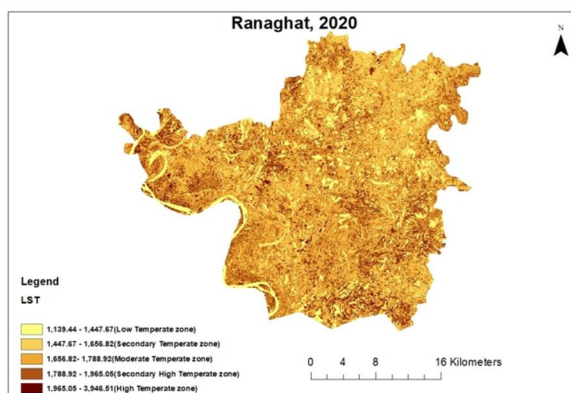 Ranaghat, 2020
N
Legend
LST
1,139.44 - 1,447.67(Low Temperate zone)
1,447.67 - 1,656.82(Secondary Temperate zone)
1,656.82- 1,788.92(Moderate Temperate zone)
1,788.92 - 1,965.05(Secondary High Temperate zone)
1,965.05 - 3,946.51(High Temperate zone)
0 4 8 16 Kilometers